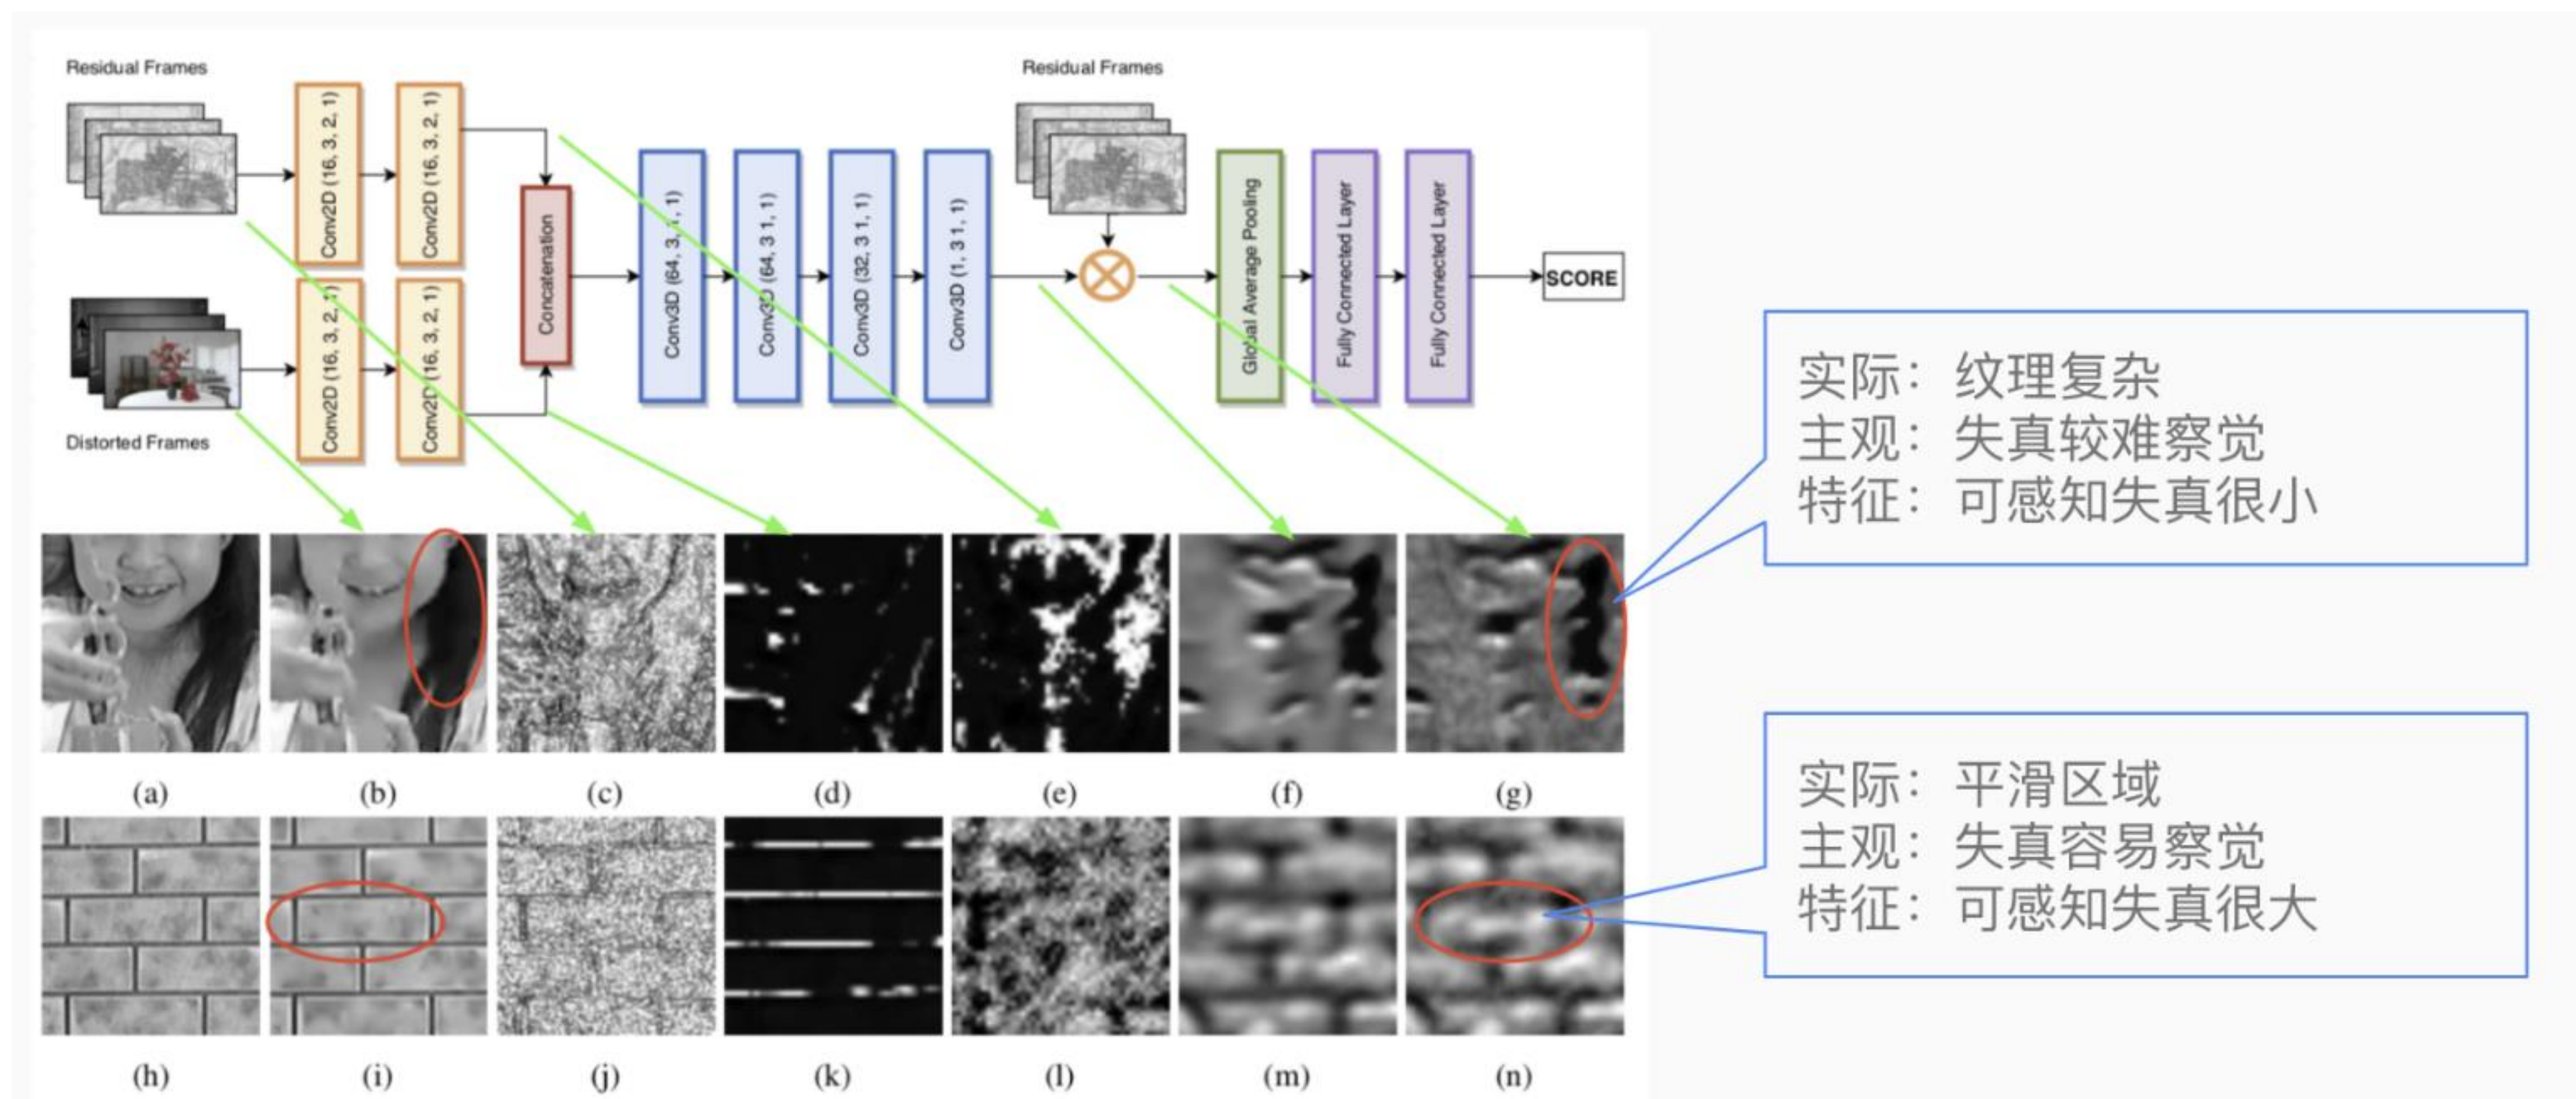 Residual Frames
Residual Frames
Conv2D (16, 3, 2, 1)
Conv2D (16, 3, 2, 1)
Conv2D (16, 3, 2, 1)
Conv2D (16, 3, 2, 1)
Distorted Frames
Concatenation
Conv3D (64, 3, 1, 1)
Conv3D (64, 3 1, 1)
Conv3D (32, 3 1, 1)
Conv3D (1, 3 1, 1)
Global Average Pooling
Fully Connected Layer
Fully Connected Layer
SCORE
实际：纹理复杂
主观：失真较难察觉
特征：可感知失真很小
(a)
(b)
(c)
(d)
(e)
(f)
(g)
实际：平滑区域
主观：失真容易察觉
特征：可感知失真很大
(h)
(i)
(j)
(k)
(l)
(m)
(n)